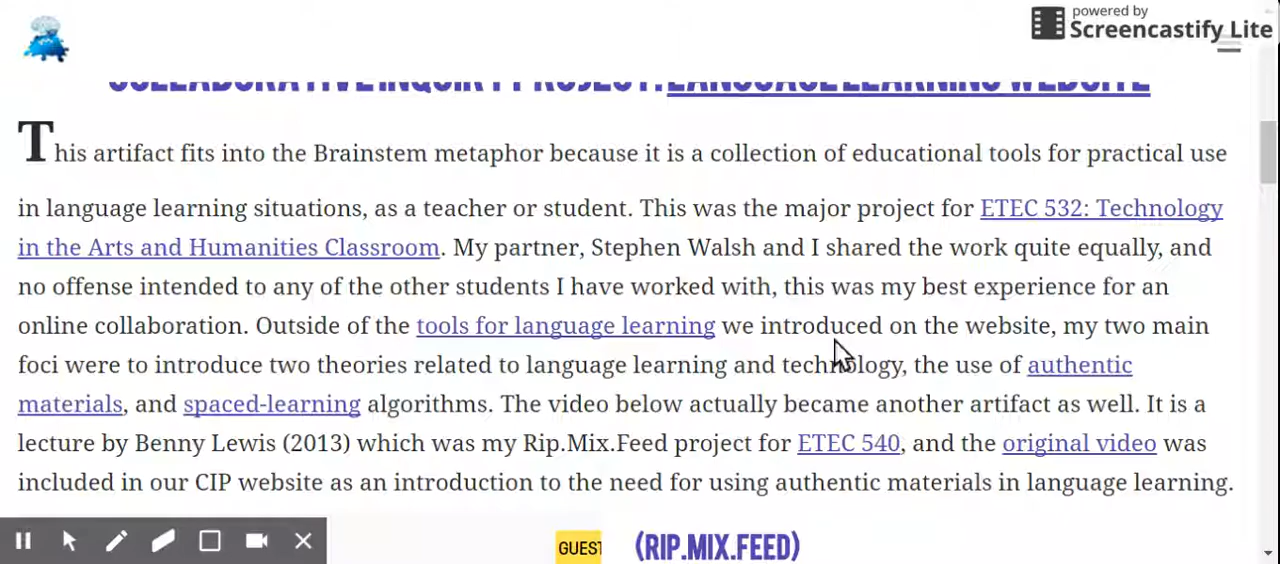 powered by
Screencastify Lite
COLLABORATIVE INQUIRY PROJECT: LANGUAGE LEARNING WEBSITE
This artifact fits into the Brainstem metaphor because it is a collection of educational tools for practical use
in language learning situations, as a teacher or student. This was the major project for ETEC 532: Technology
in the Arts and Humanities Classroom. My partner, Stephen Walsh and I shared the work quite equally, and
no offense intended to any of the other students I have worked with, this was my best experience for an
online collaboration. Outside of the tools for language learning we introduced on the website, my two main
foci were to introduce two theories related to language learning and technology, the use of authentic
materials, and spaced-learning algorithms. The video below actually became another artifact as well. It is a
lecture by Benny Lewis (2013) which was my Rip.Mix.Feed project for ETEC 540, and the original video was
included in our CIP website as an introduction to the need for using authentic materials in language learning.
GUEST (RIP.MIX.FEED)